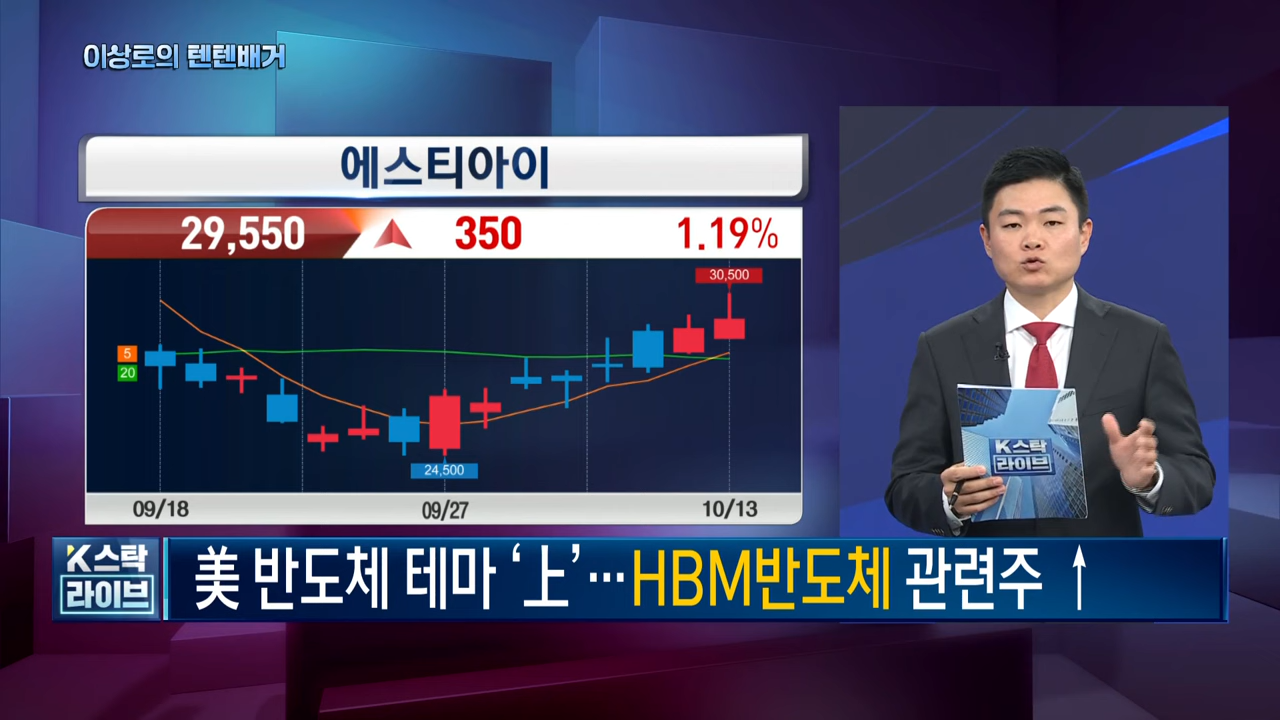 이상로의 텐텐배거
에스티아이
29,550 ▲ 350 1.19%
30,500
5
20
24,500
09/18 09/27 10/13
K스탁
라이브
K스탁
라이브
美 반도체 테마 '上'…HBM반도체 관련주 ↑